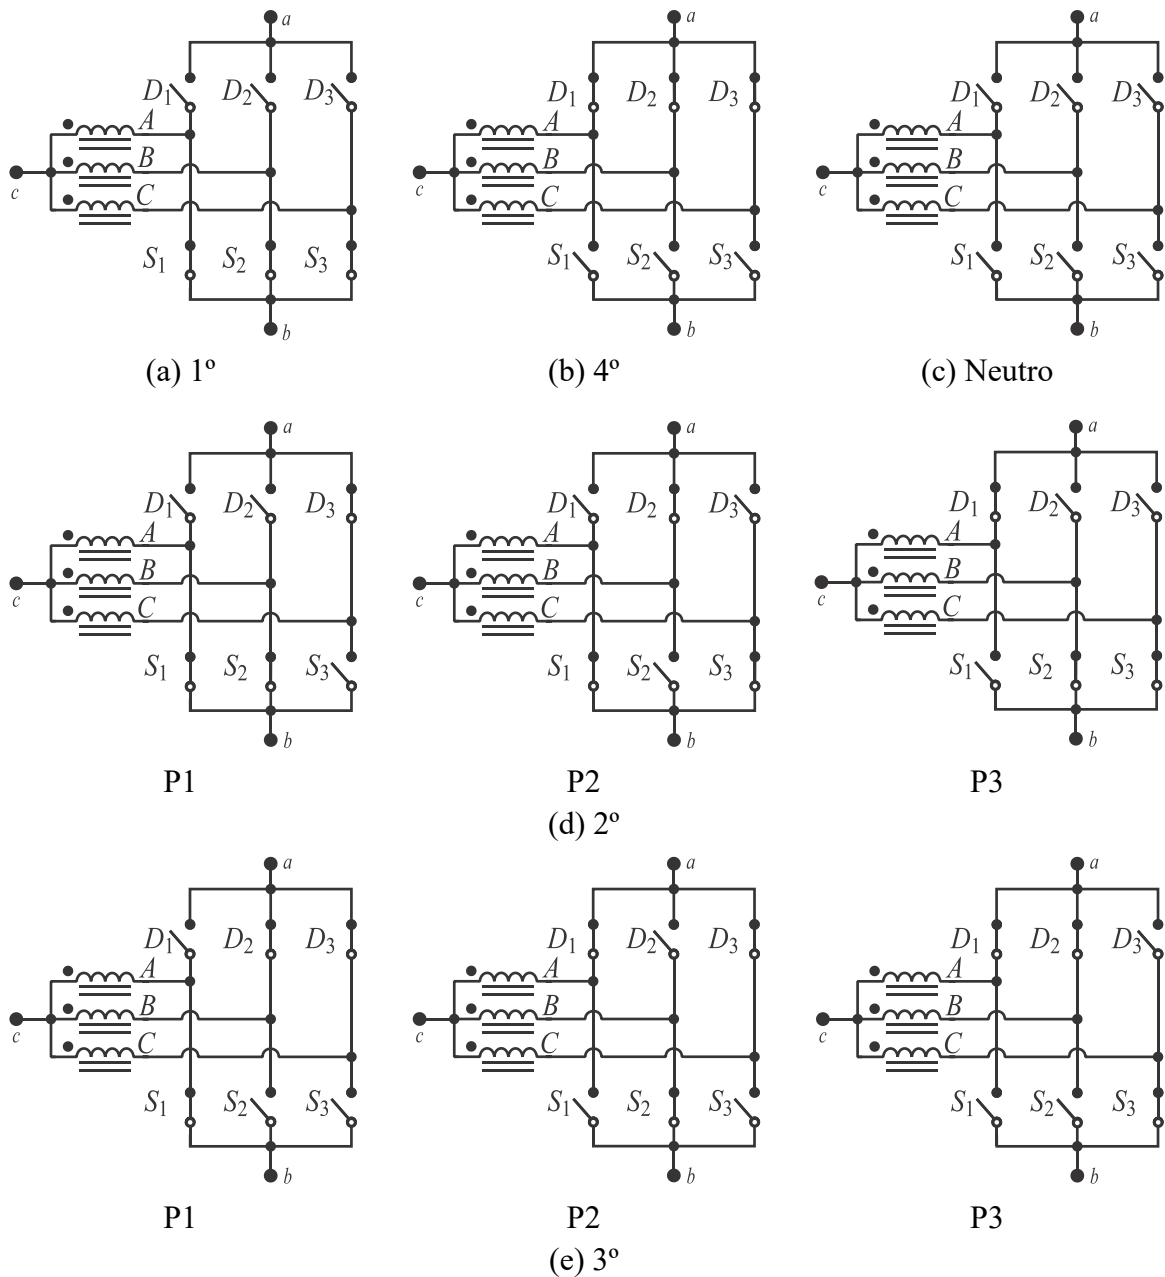 a a a
D1 D2 D3 D1 D2 D3 D1 D2 D3
A A A
B B B
C C C
c c c
S1 S2 S3 S1 S2 S3 S1 S2 S3
b b b
(a) 1º (b) 4º (c) Neutro
a a a
D1 D2 D3 D1 D2 D3 D1 D2 D3
A A A
B B B
C C C
c c c
S1 S2 S3 S1 S2 S3 S1 S2 S3
b b b
P1 P2 P3
(d) 2º
a a a
D1 D2 D3 D1 D2 D3 D1 D2 D3
A A A
B B B
C C C
c c c
S1 S2 S3 S1 S2 S3 S1 S2 S3
b b b
P1 P2 P3
(e) 3º